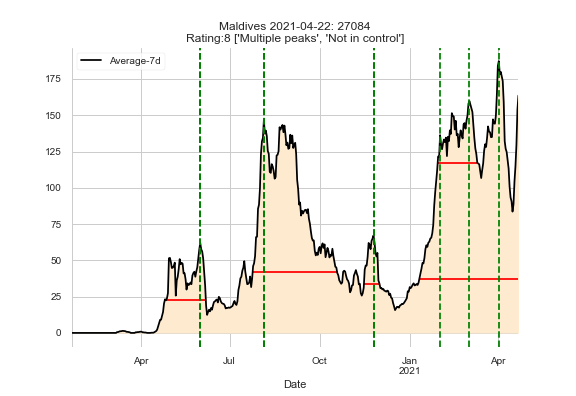 Maldives 2021-04-22: 27084
Rating:8 ['Multiple peaks', 'Not in control']
Average-7d
175
150
125
100
75
50
25
0
Apr Jul Oct Jan Apr
2021
Date